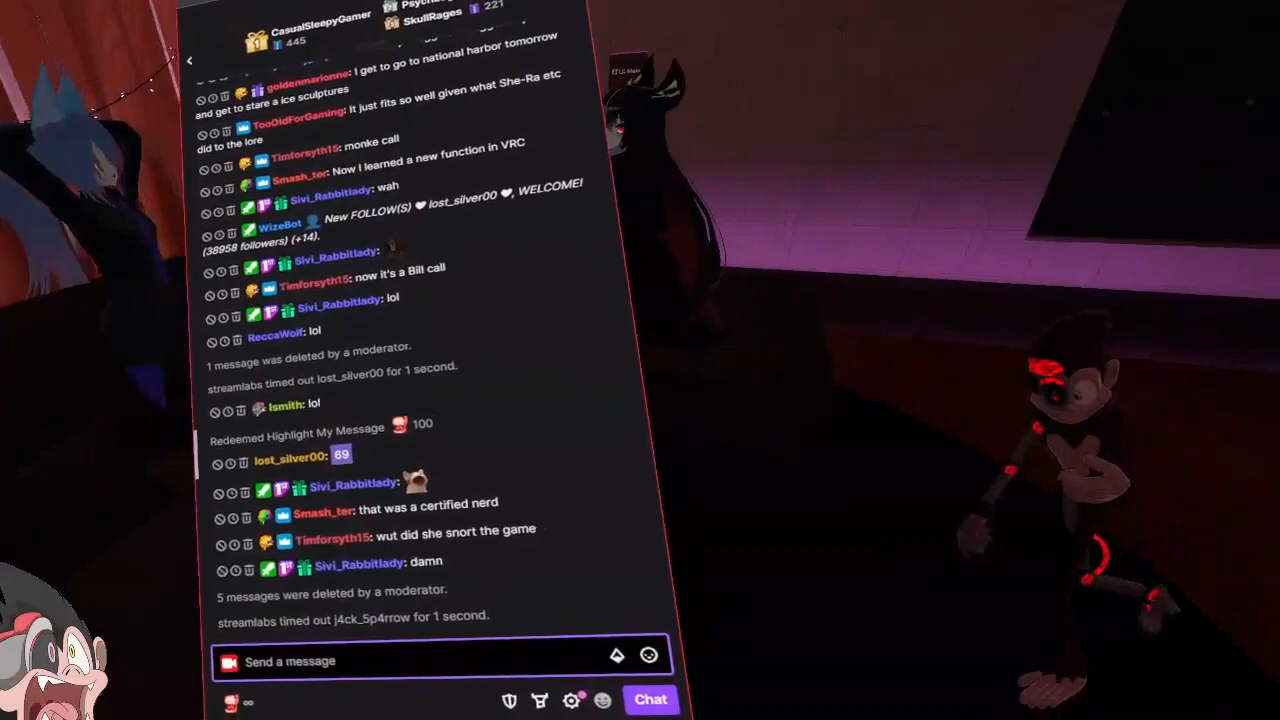 CasualSleepyGamer
445
SkullRages 221
goldenmarionne: I get to go to national harbor tomorrow
and get to stare a ice sculptures
TooOldForGaming: It just fits so well given what She-Ra etc
did to the lore
Timforsyth15: monke call
Smash_ter: Now I learned a new function in VRC
Sivi_Rabbitlady: wah
WizeBot New FOLLOW(S) ❤ lost_silver00 ❤, WELCOME!
(38958 followers) (+14).
Sivi_Rabbitlady:
Timforsyth15: now it's a Bill call
Sivi_Rabbitlady: lol
ReccaWolf: lol
1 message was deleted by a moderator.
streamlabs timed out lost_silver00 for 1 second.
lsmith: lol
Redeemed Highlight My Message 100
lost_silver00: 69
Sivi_Rabbitlady:
Smash_ter: that was a certified nerd
Timforsyth15: wut did she snort the game
Sivi_Rabbitlady: damn
5 messages were deleted by a moderator.
streamlabs timed out j4ck_5p4rrow for 1 second.
Send a message
∞
Chat